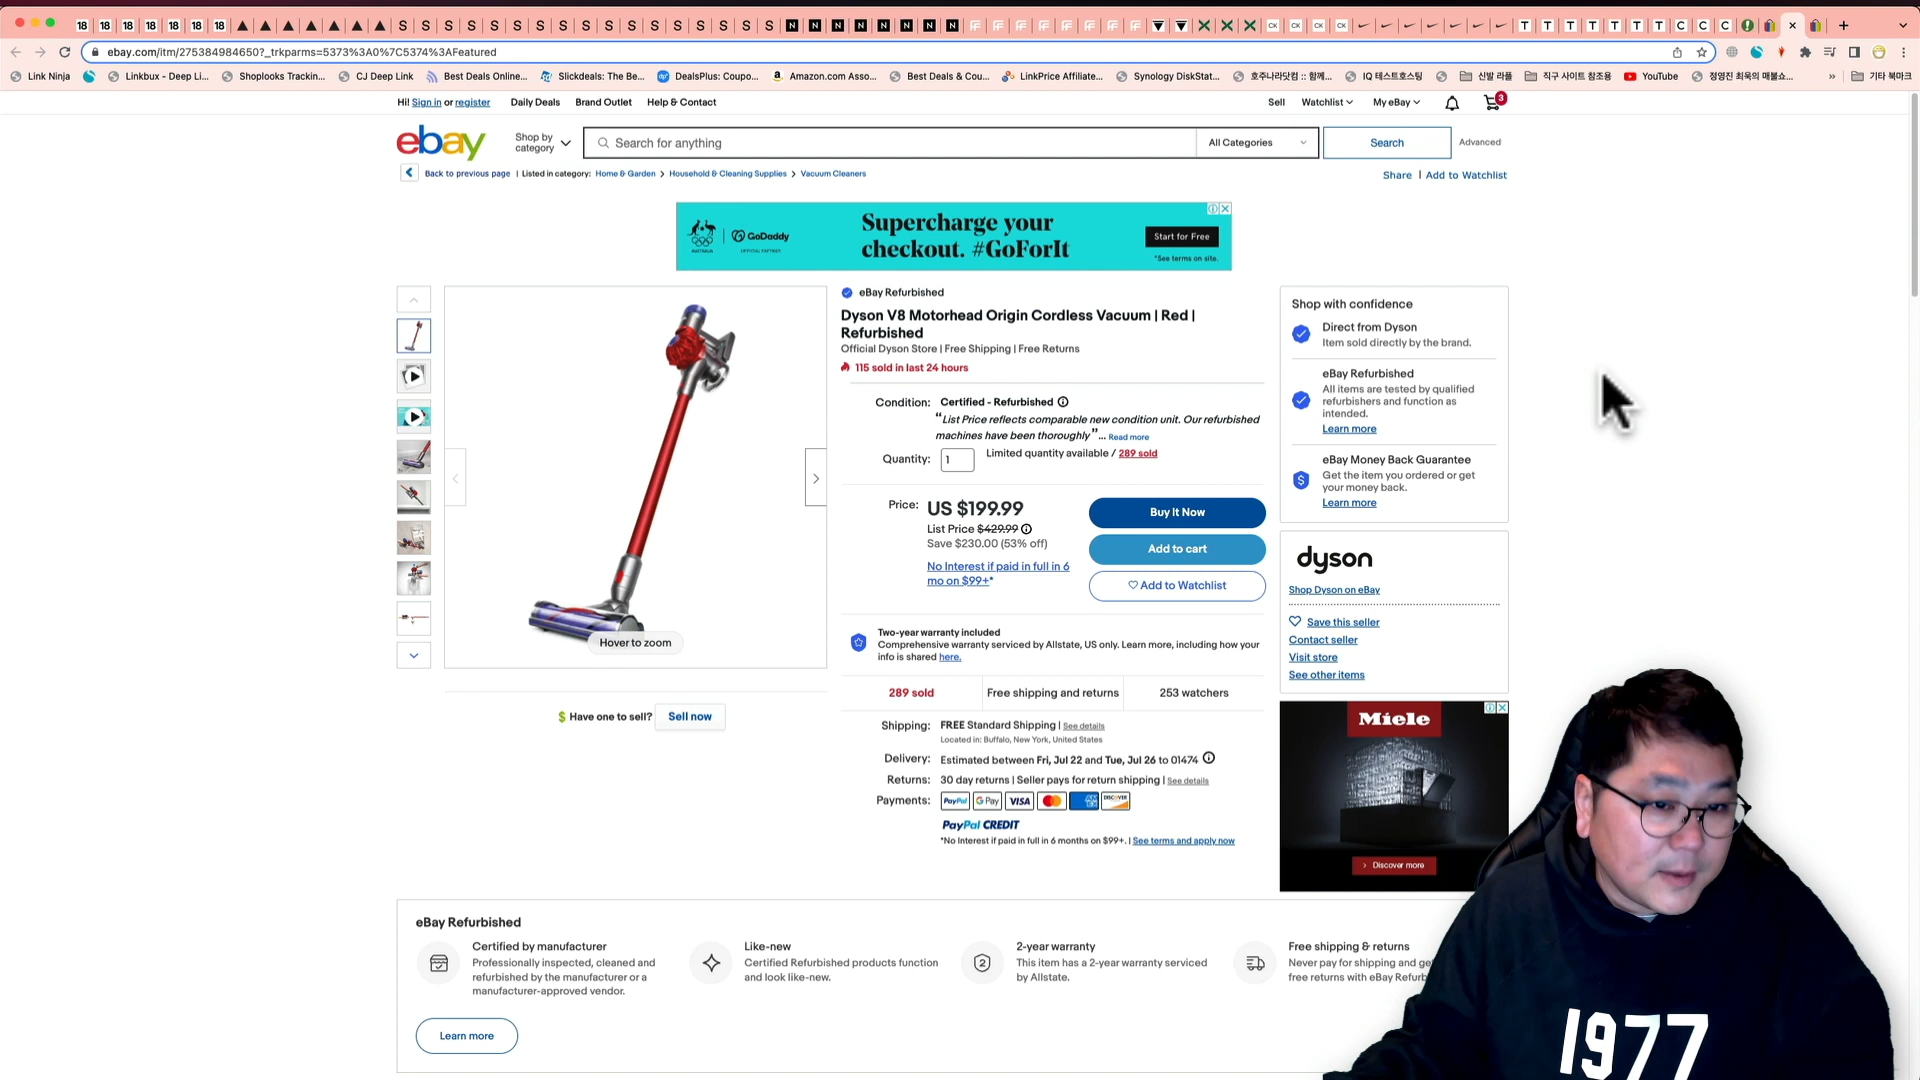 18 18 18 18 18 18 18 S S S S S S S S S S S S S S S S S S N N N N N N N N CK CK CK CK T T T T T T T C C C
ebay.com/itm/275384984650?_trkparms=5373%3A0%7C5374%3AFeatured
Link Ninja Linkbux - Deep Li... Shoplooks Trackin... CJ Deep Link Best Deals Online... Slickdeals: The Be... DealsPlus: Coupo... Amazon.com Asso... Best Deals & Cou... LinkPrice Affiliate... Synology DiskStat... 호주나라닷컴 :: 함께... IQ 테스트호스팅 신발 라플 직구 사이트 참조용 YouTube 정영진 최욱의 매불쇼... » 기타 북마크
Hi! Sign in or register Daily Deals Brand Outlet Help & Contact Sell Watchlist My eBay 3
ebay Shop by category Search for anything All Categories Search Advanced
Back to previous page | Listed in category: Home & Garden > Household & Cleaning Supplies > Vacuum Cleaners Share | Add to Watchlist
AUSTRALIA GoDaddy Supercharge your
checkout. #GoForIt
Start for Free
*See terms on site.
eBay Refurbished
Dyson V8 Motorhead Origin Cordless Vacuum | Red |
Refurbished
Official Dyson Store | Free Shipping | Free Returns
115 sold in last 24 hours
Condition: Certified - Refurbished
“List Price reflects comparable new condition unit. Our refurbished
machines have been thoroughly”... Read more
Quantity: 1 Limited quantity available / 289 sold
Price: US $199.99
List Price $429.99
Save $230.00 (53% off)
No Interest if paid in full in 6
mo on $99+*
Buy It Now
Add to cart
Add to Watchlist
Two-year warranty included
Comprehensive warranty serviced by Allstate, US only. Learn more, including how your
info is shared here.
289 sold Free shipping and returns 253 watchers
Shipping: FREE Standard Shipping | See details
Located in: Buffalo, New York, United States
Delivery: Estimated between Fri, Jul 22 and Tue, Jul 26 to 01474
Returns: 30 day returns | Seller pays for return shipping | See details
Payments: PayPal G Pay VISA DISCOVER
PayPal CREDIT
*No Interest if paid in full in 6 months on $99+. | See terms and apply now
Hover to zoom
$ Have one to sell? Sell now
Shop with confidence
Direct from Dyson
Item sold directly by the brand.
eBay Refurbished
All items are tested by qualified
refurbishers and function as
intended.
Learn more
eBay Money Back Guarantee
Get the item you ordered or get
your money back.
Learn more
dyson
Shop Dyson on eBay
Save this seller
Contact seller
Visit store
See other items
Miele
> Discover more
eBay Refurbished
Certified by manufacturer
Professionally inspected, cleaned and
refurbished by the manufacturer or a
manufacturer-approved vendor.
Like-new
Certified Refurbished products function
and look like-new.
2-year warranty
This item has a 2-year warranty serviced
by Allstate.
Free shipping & returns
Never pay for shipping and ge
free returns with eBay Refurb
Learn more
1977